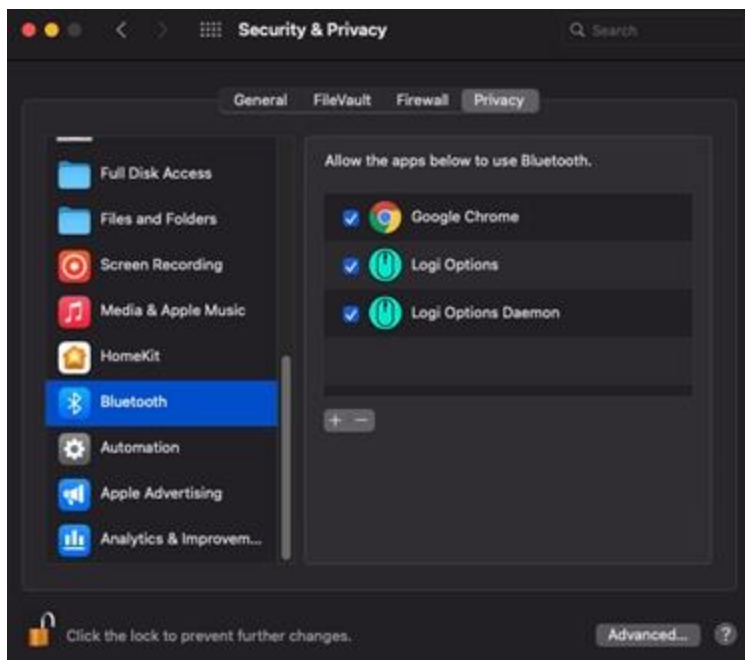 Security & Privacy
Search
General FileVault Firewall Privacy
Full Disk Access
Files and Folders
Screen Recording
Media & Apple Music
HomeKit
Bluetooth
Automation
Apple Advertising
Analytics & Improvem...
Allow the apps below to use Bluetooth.
Google Chrome
Logi Options
Logi Options Daemon
+ −
Click the lock to prevent further changes.
Advanced... ?